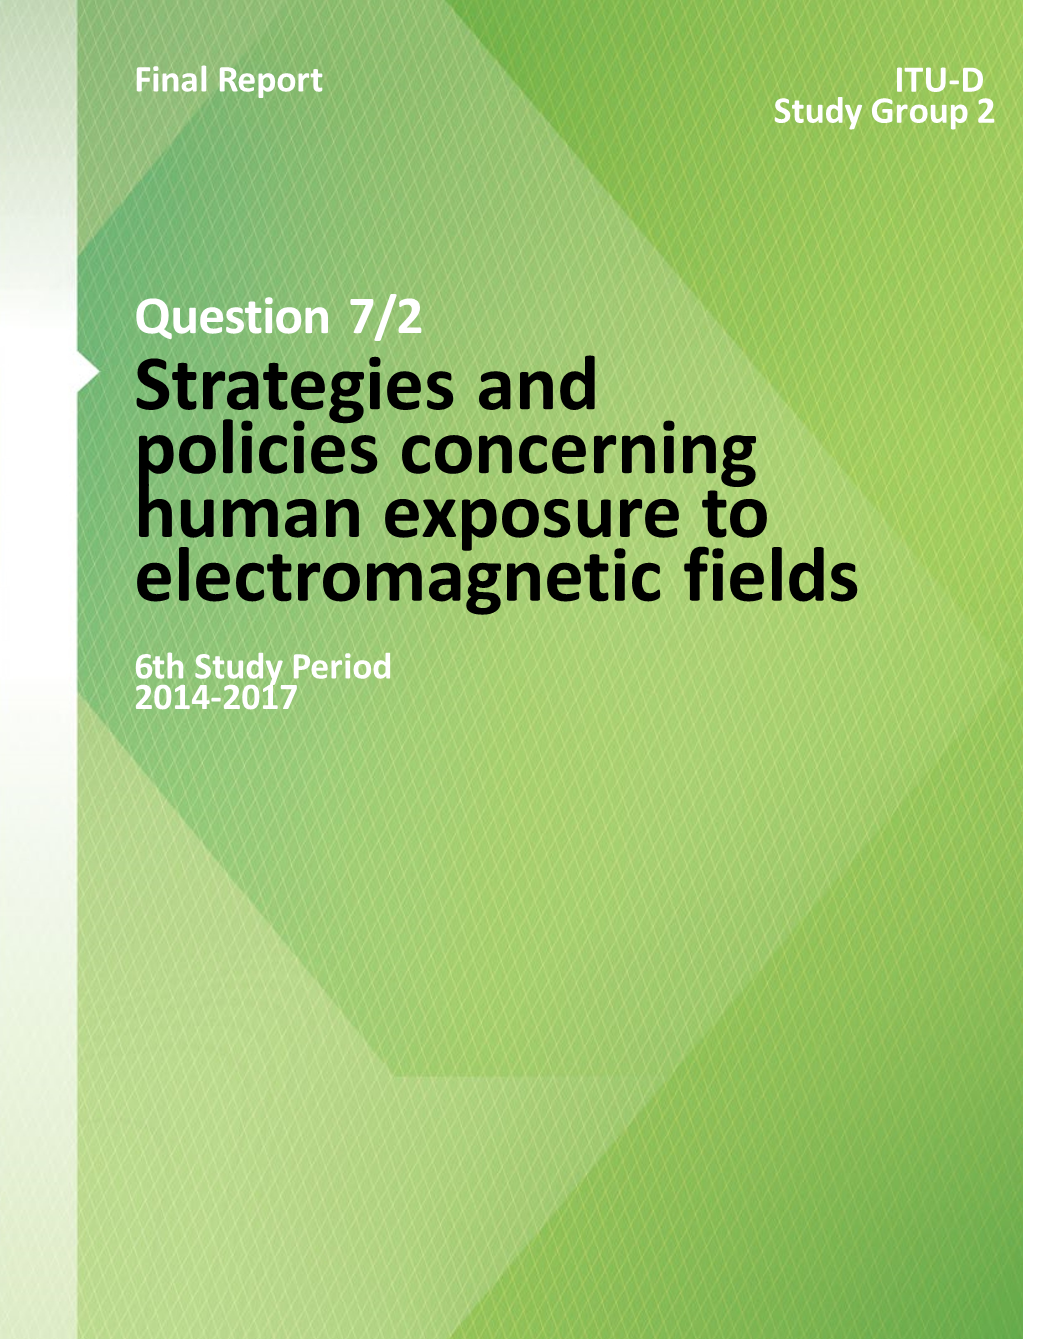 Final Report
ITU-D
Study Group 2
Question 7/2
Strategies and
policies concerning
human exposure to
electromagnetic fields
6th Study Period
2014-2017